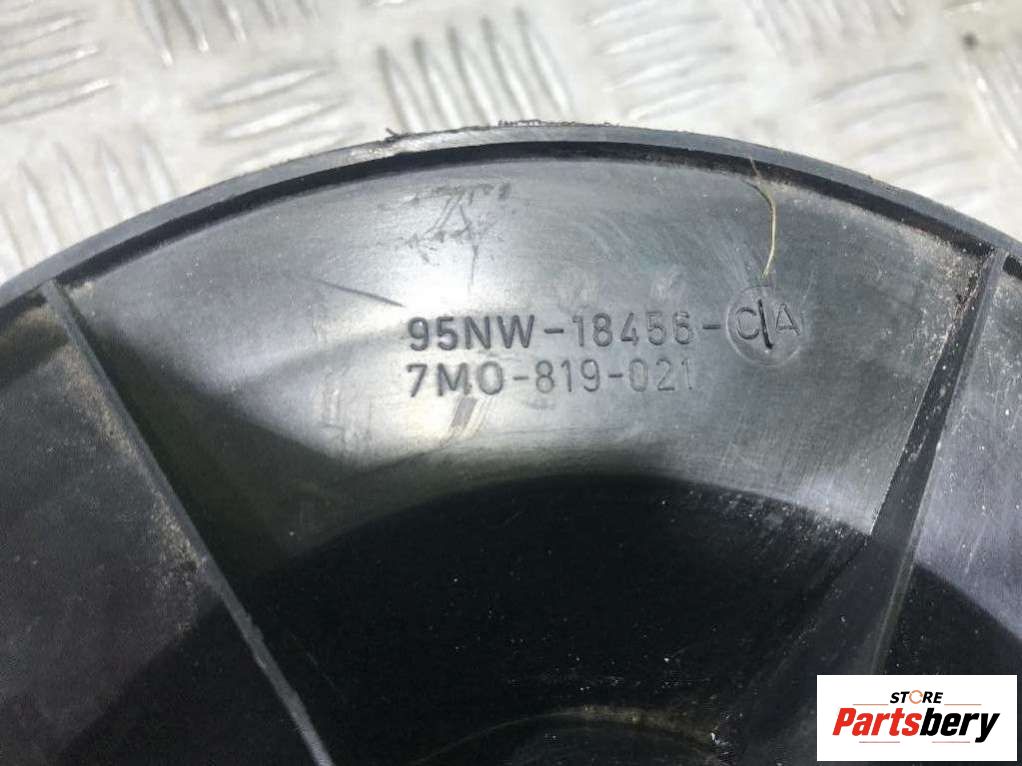 95NW-18456-CA
7M0-819-021
STORE
Partsbery